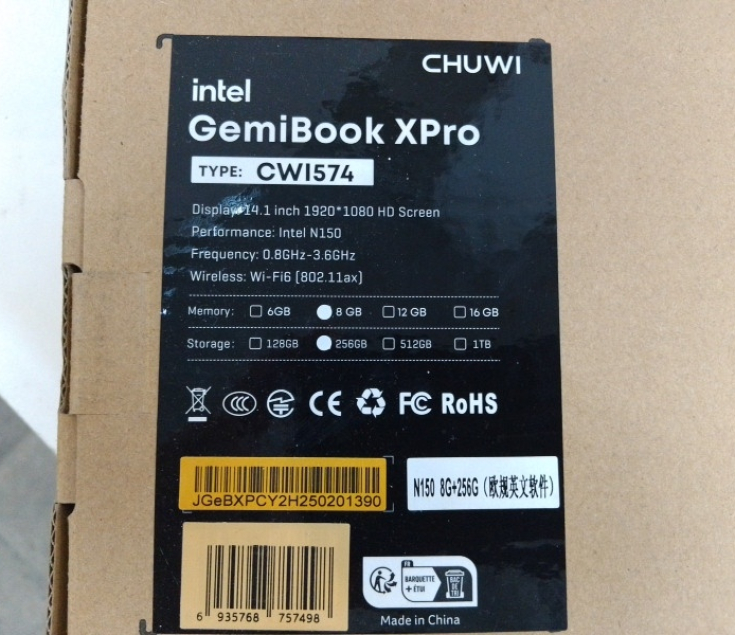 CHUWI
intel
GemiBook XPro
TYPE: CWI574
Display: 14.1 inch 1920*1080 HD Screen
Performance: Intel N150
Frequency: 0.8GHz-3.6GHz
Wireless: Wi-Fi6 (802.11ax)
Memory: 6GB 8 GB 12 GB 16 GB
Storage: 128GB 256GB 512GB 1TB
CCC CE FC RoHS
JGeBXPCY2H250201390
N150 8G+256G (欧规英文软件)
6 935768 757498
FR
BARQUETTE
+ ÉTUI
BAC
DE
TRI
Made in China